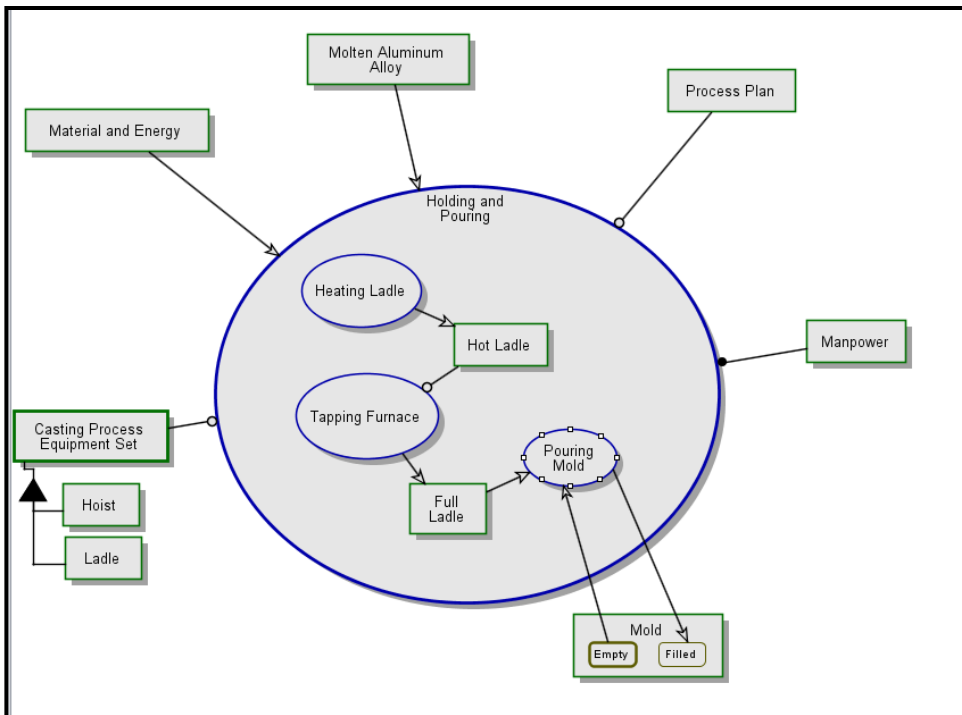 Molten Aluminum
Alloy
Process Plan
Material and Energy
Holding and
Pouring
Heating Ladle
Hot Ladle
Manpower
Tapping Furnace
Casting Process
Equipment Set
Pouring
Mold
Hoist
Full
Ladle
Ladle
Mold
Empty
Filled